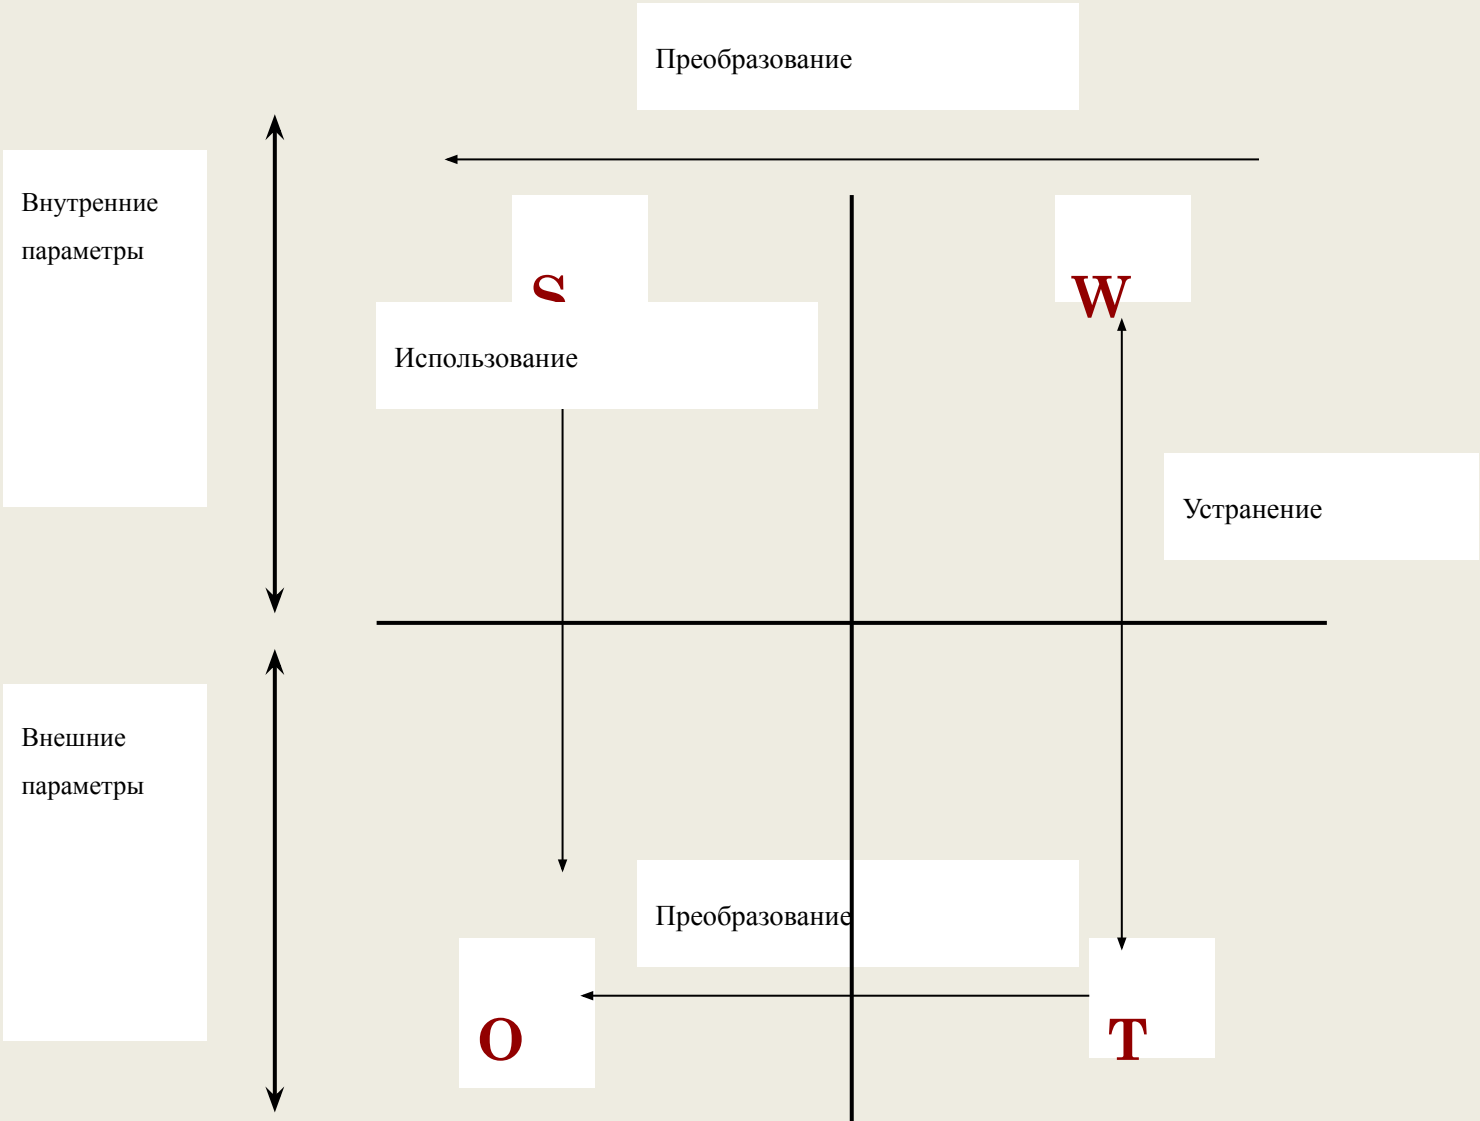 Преобразование
Внутренние
параметры
S
W
Использование
Устранение
Внешние
параметры
Преобразование
O
T